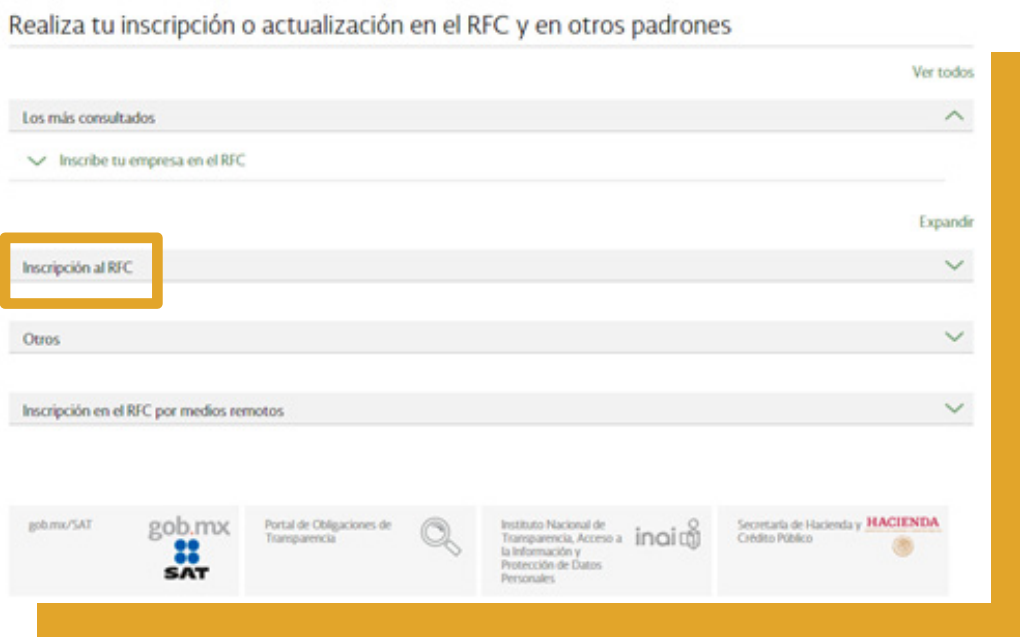 Realiza tu inscripción o actualización en el RFC y en otros padrones
Ver todos
Los más consultados
Inscribe tu empresa en el RFC
Expandir
Inscripción al RFC
Otros
Inscripción en el RFC por medios remotos
gob.mx/SAT
gob.mx
SAT
Portal de Obligaciones de
Transparencia
Instituto Nacional de
Transparencia, Acceso a
la Información y
Protección de Datos
Personales
inai
Secretaría de Hacienda y
Crédito Público
HACIENDA